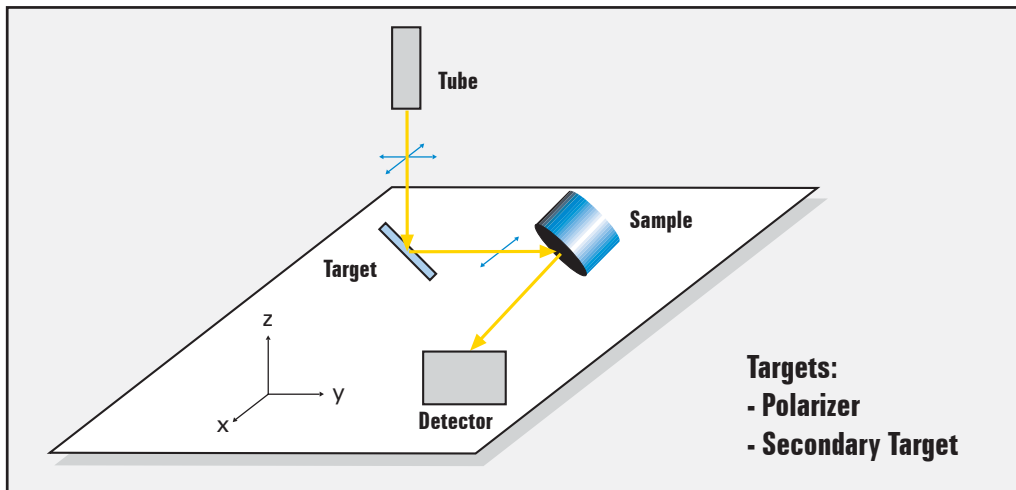 Tube
Sample
Target
z
y
x
Detector
Targets:
- Polarizer
- Secondary Target